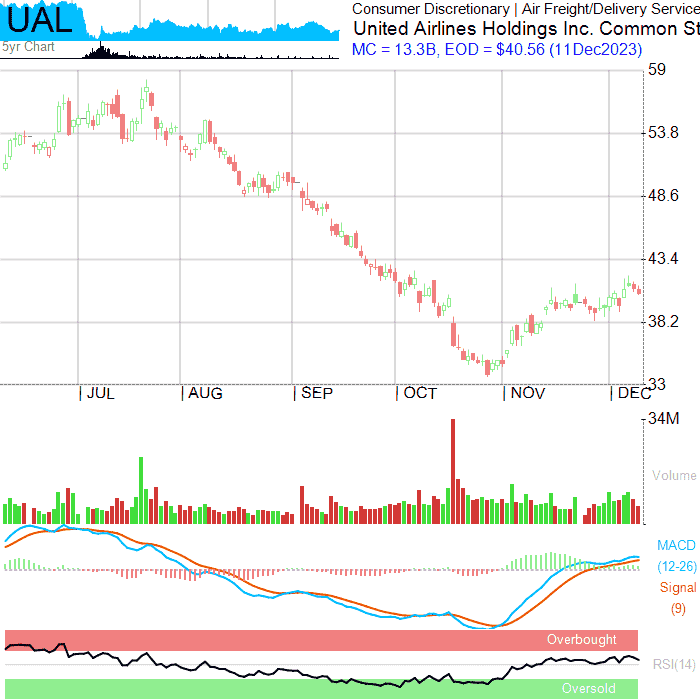 UAL
5yr Chart
Consumer Discretionary | Air Freight/Delivery Service
United Airlines Holdings Inc. Common St
MC = 13.3B, EOD = $40.56 (11Dec2023)
59
53.8
48.6
43.4
38.2
33
JUL AUG SEP OCT NOV DEC
34M
Volume
MACD
(12-26)
Signal
(9)
Overbought
RSI(14)
Oversold